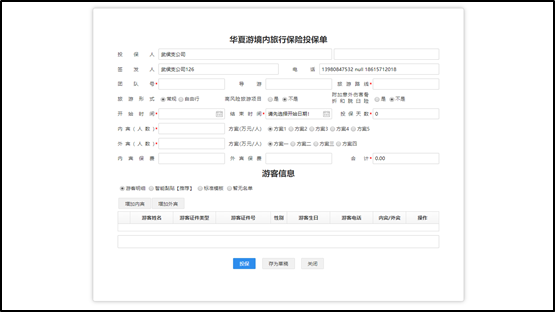 华夏游境内旅行保险投保单
投保人 武侯支公司
签发人 武侯支公司126 电话 13980847532 null 18615712018
团队号* 导游 旅游路线*
旅游形式 常规 自由行 高风险旅游项目 是 不是 附加意外伤害骨折和脱臼险 是 不是
开始时间* 结束时间* 请先选择开始日期! 投保天数* 0
内宾(人数) 方案(万元/人) 方案1 方案2 方案3 方案4 方案5
外宾(人数) 方案(万元/人) 方案一 方案二 方案三 方案四
内宾保费 外宾保费 合计* 0.00
游客信息
游客明细 智能黏贴【推荐】 标准模板 暂无名单
增加内宾 增加外宾
游客姓名 游客证件类型 游客证件号 性别 游客生日 游客电话 内宾/外宾 操作
投保 存为草稿 关闭